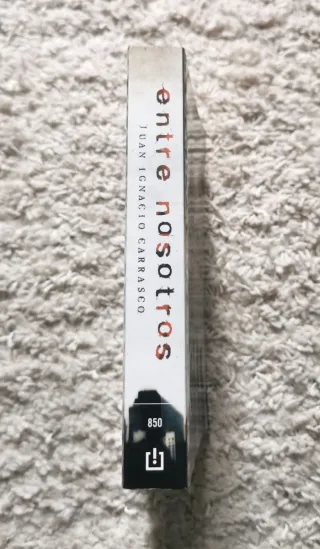 entre nosotros
JUAN IGNACIO CARRASCO
850